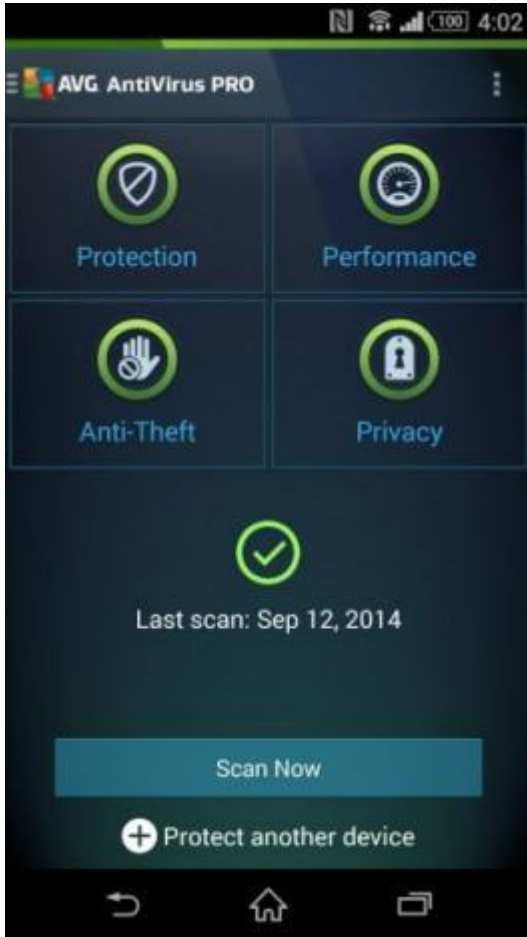 100 4:02
AVG AntiVirus PRO
Protection Performance
Anti-Theft Privacy
Last scan: Sep 12, 2014
Scan Now
Protect another device